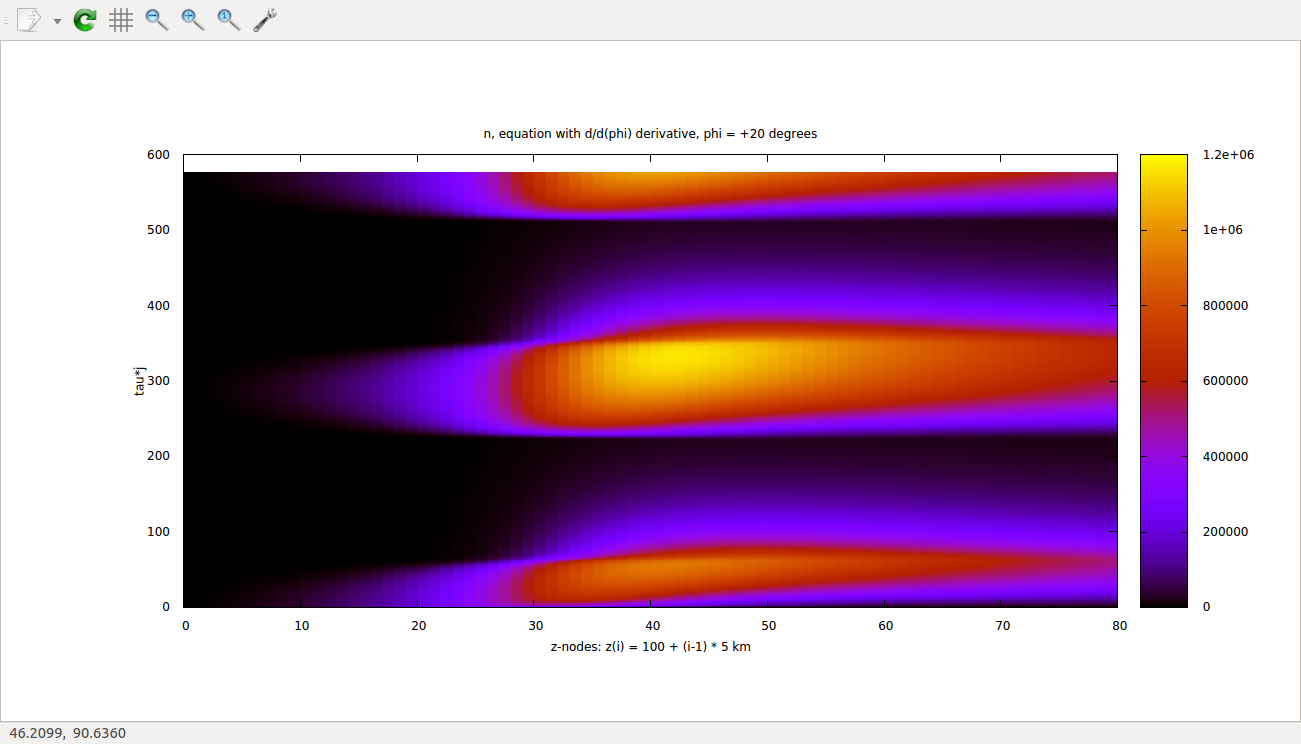 n, equation with d/d(phi) derivative, phi = +20 degrees
600
500
400
300
200
100
0
tau*j
0 10 20 30 40 50 60 70 80
z-nodes: z(i) = 100 + (i-1) * 5 km
1.2e+06
1e+06
800000
600000
400000
200000
0
46.2099, 90.6360